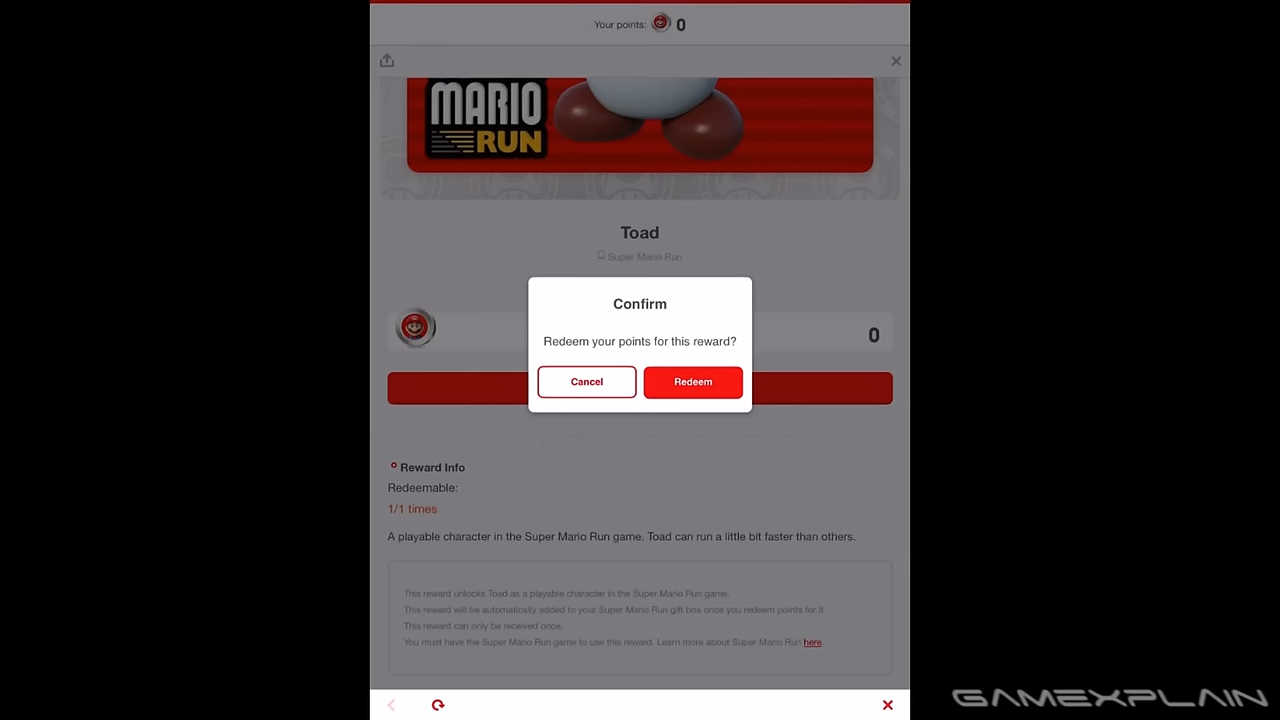 Your points: 0
MARIO
RUN
Toad
Super Mario Run
Confirm
0
Redeem your points for this reward?
Cancel Redeem
Reward Info
Redeemable:
1/1 times
A playable character in the Super Mario Run game. Toad can run a little bit faster than others.
This reward unlocks Toad as a playable character in the Super Mario Run game.
This reward will be automatically added to your Super Mario Run gift box once you redeem points for it.
This reward can only be received once.
You must have the Super Mario Run game to use this reward. Learn more about Super Mario Run here.
GAMEXPLAIN